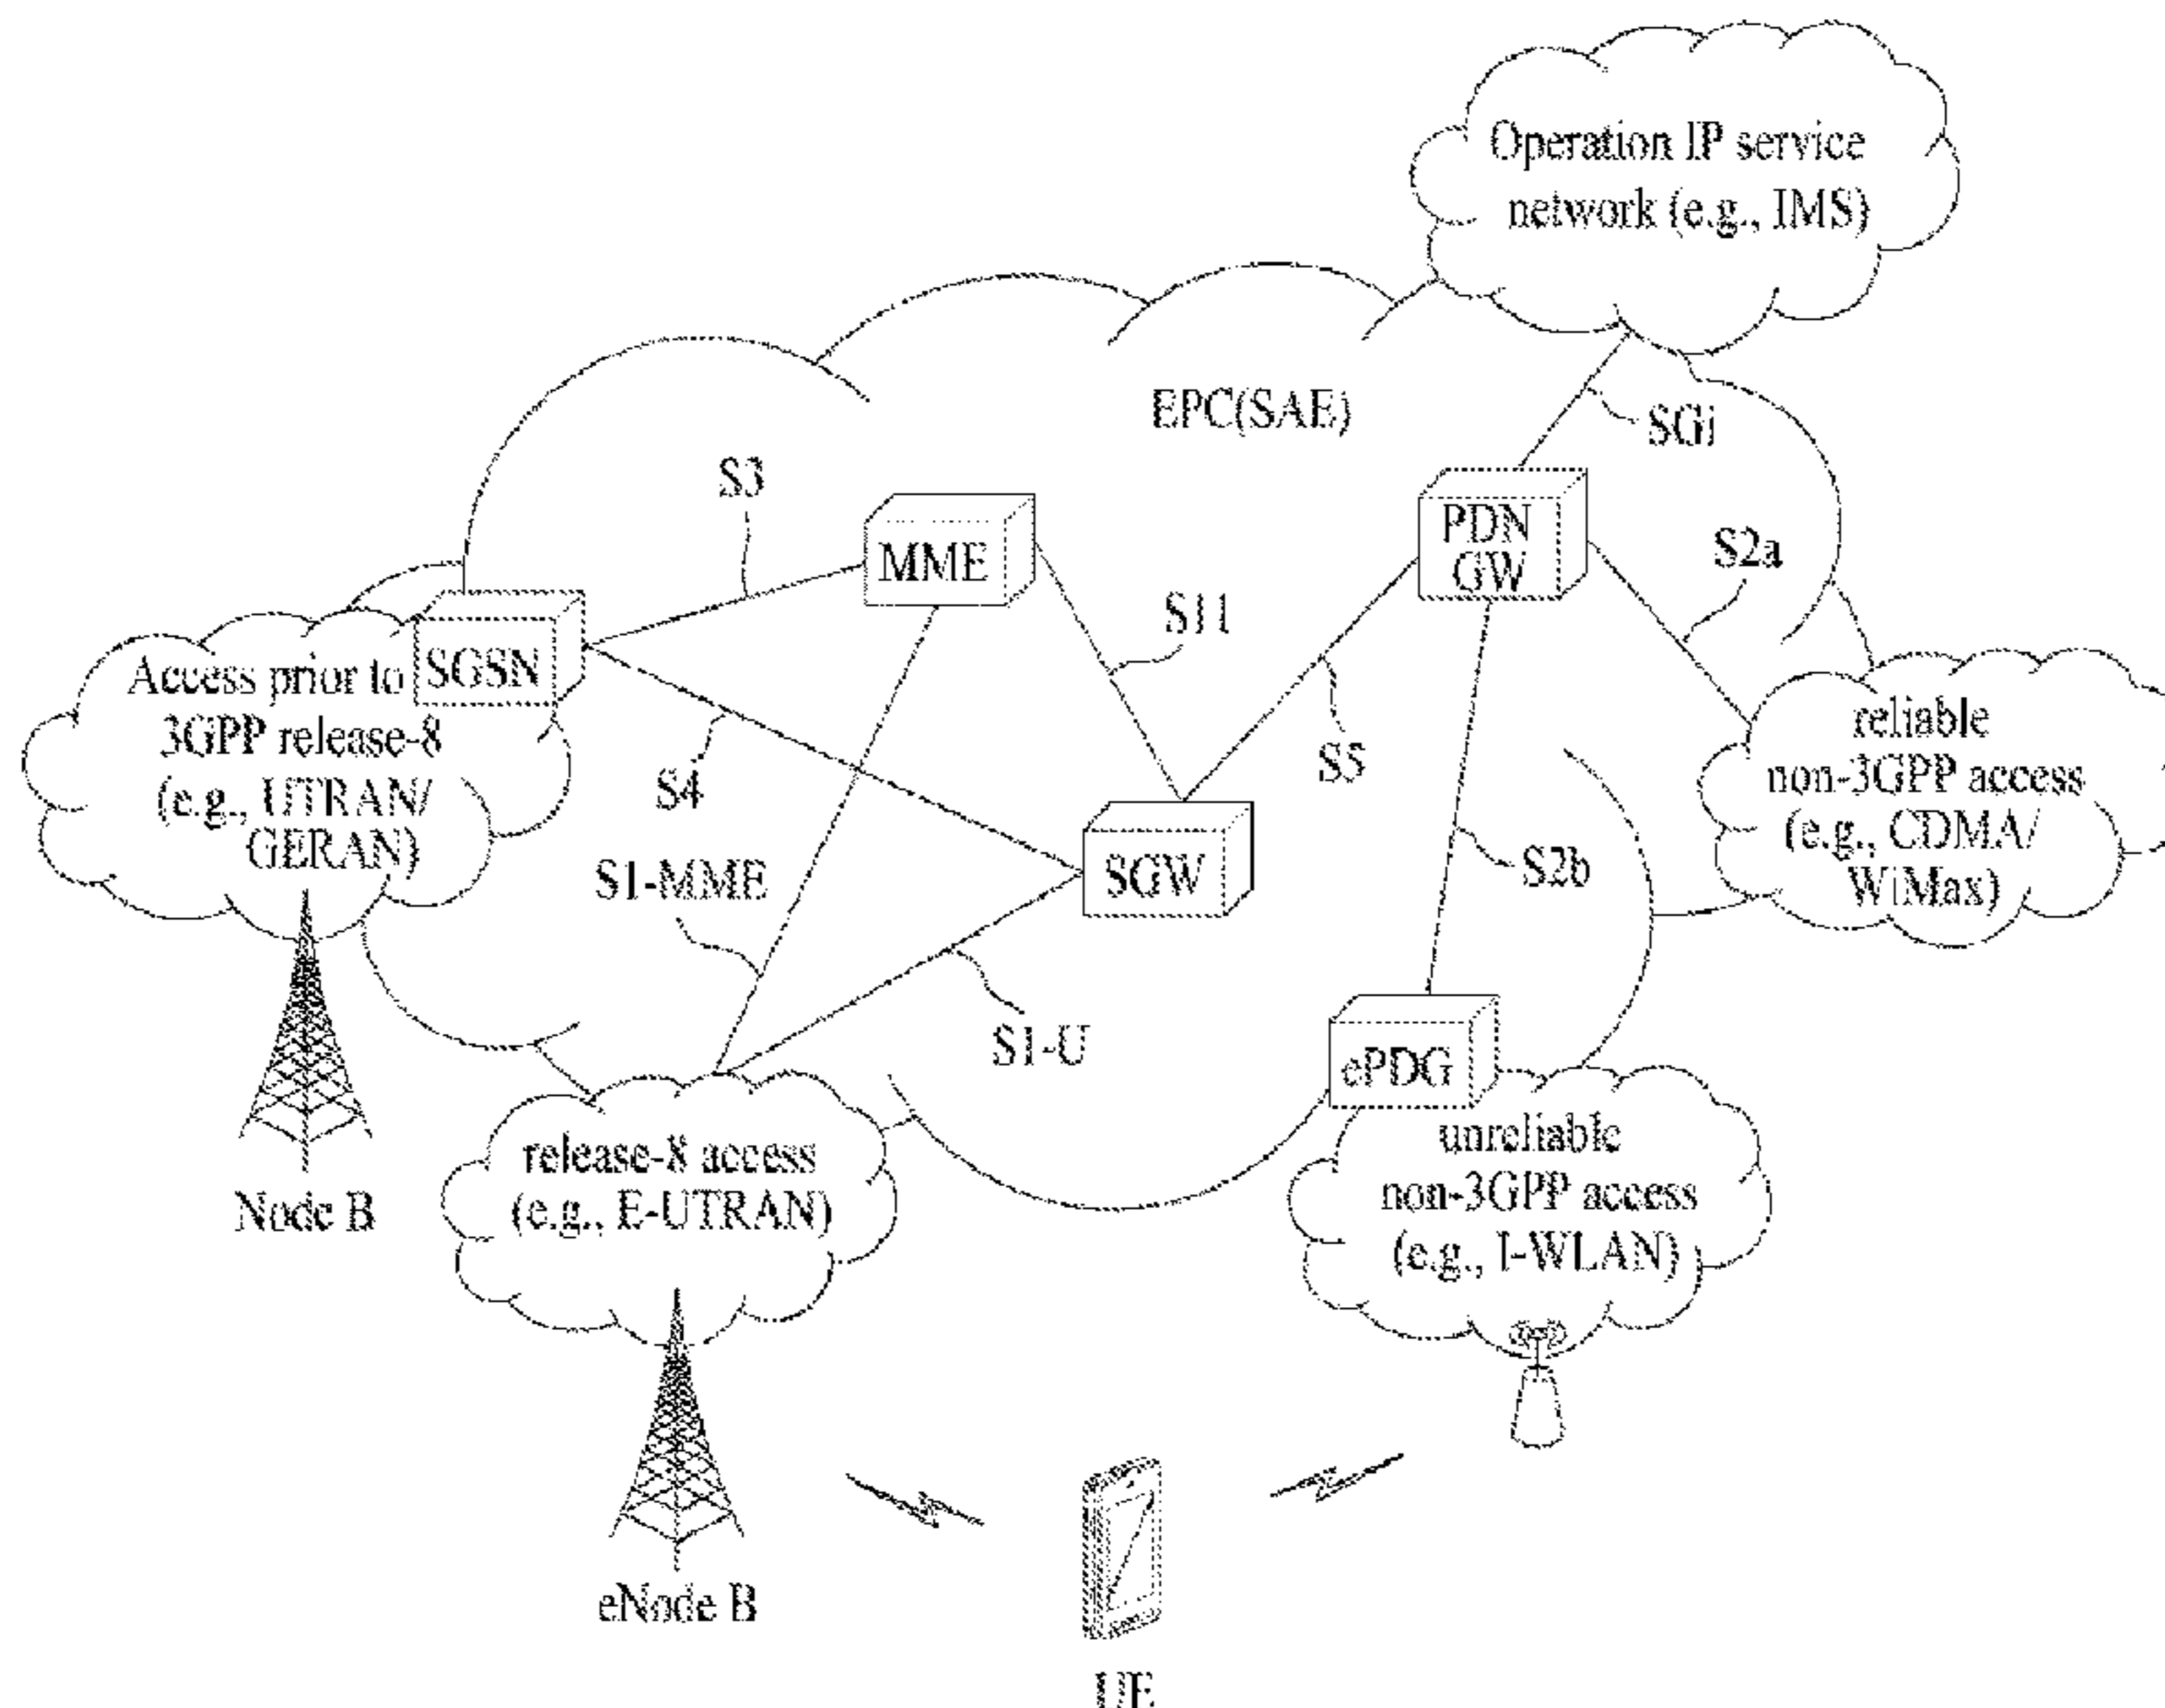 Operation IP service
network (e.g., IMS)
EPC(SAE)
SGi
S3
MME
PDN
GW
S2a
S11
SGSN
Access prior to
3GPP release-8
(e.g., UTRAN/
GERAN)
S4
S5
reliable
non-3GPP access
(e.g., CDMA/
WiMax)
S1-MME
SGW
S2b
S1-U
ePDG
unreliable
non-3GPP access
(e.g., I-WLAN)
release-8 access
(e.g., E-UTRAN)
Node B
eNode B
UE